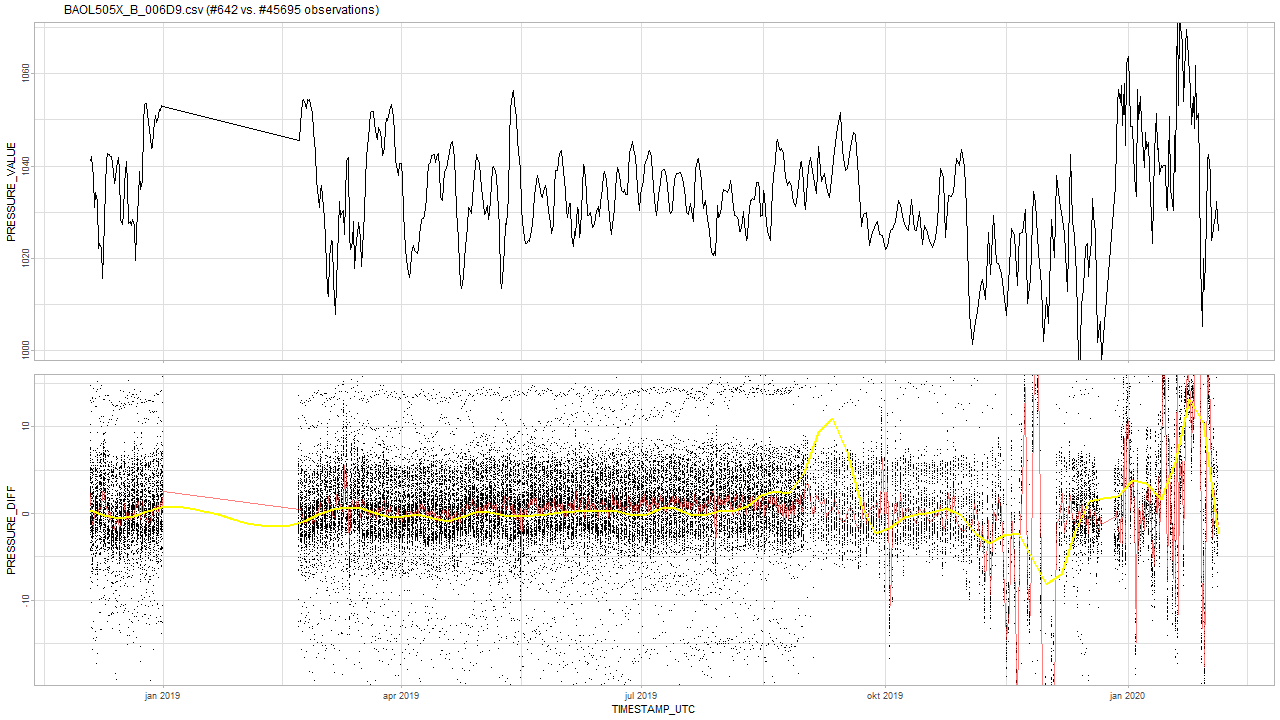 BAOL505X_B_006D9.csv (#642 vs. #45695 observations)
PRESSURE_VALUE
1060
1040
1020
1000
PRESSURE_DIFF
10
0
-10
jan 2019
apr 2019
jul 2019
okt 2019
jan 2020
TIMESTAMP_UTC